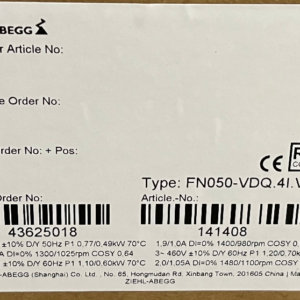 ABEGG
r Article No:
e Order No:
order No: + Pos:
CE
Type: FN050-VDQ.4I.V
Order No:
Article.-No.:
43625018
141408
±10% D/Y 50Hz P1 0,77/0,49kW 70°C
1,9/1,0A DI=0% 1400/980rpm COSY 0,64
A DI=0% 1300/1025rpm COSY 0,64
3~ 460V ±10% D/Y 60Hz P1 1,20/0,70k
±10% D/Y 60Hz P1 1,10/0,60kW 70°C
2.0/1.05A DI=0% 1480/1100rpm COSY 0,
-ABEGG (Shanghai) Co. Ltd. , No. 65, Hongmudan Rd. Xinbang Town, 201605 China | Ma
ZIEHL-ABEGG